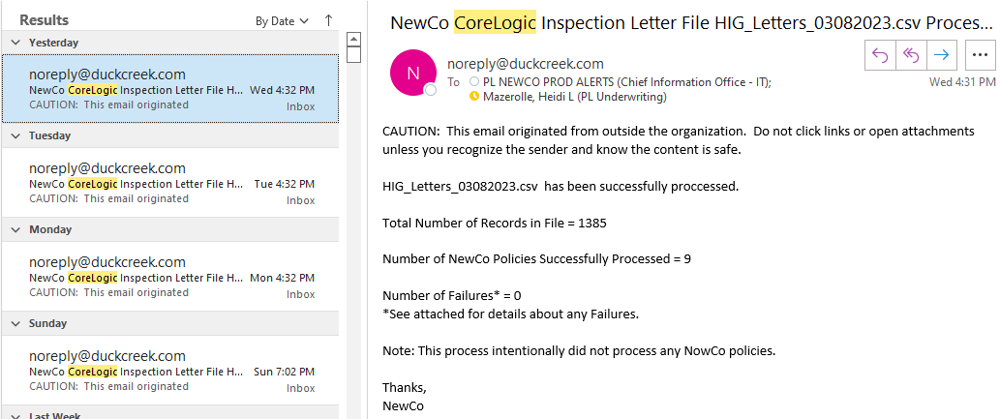 Results
By Date
Yesterday
noreply@duckcreek.com
NewCo CoreLogic Inspection Letter File H... Wed 4:32 PM
CAUTION: This email originated Inbox
Tuesday
noreply@duckcreek.com
NewCo CoreLogic Inspection Letter File H... Tue 4:32 PM
CAUTION: This email originated Inbox
Monday
noreply@duckcreek.com
NewCo CoreLogic Inspection Letter File H... Mon 4:32 PM
CAUTION: This email originated Inbox
Sunday
noreply@duckcreek.com
NewCo CoreLogic Inspection Letter File H... Sun 7:02 PM
CAUTION: This email originated Inbox
Last Week
NewCo CoreLogic Inspection Letter File HIG_Letters_03082023.csv Proces...
N
noreply@duckcreek.com
To PL NEWCO PROD ALERTS (Chief Information Office - IT); Wed 4:31 PM
Mazerolle, Heidi L (PL Underwriting)
CAUTION: This email originated from outside the organization. Do not click links or open attachments
unless you recognize the sender and know the content is safe.
HIG_Letters_03082023.csv has been successfully proccessed.
Total Number of Records in File = 1385
Number of NewCo Policies Successfully Processed = 9
Number of Failures* = 0
*See attached for details about any Failures.
Note: This process intentionally did not process any NowCo policies.
Thanks,
NewCo